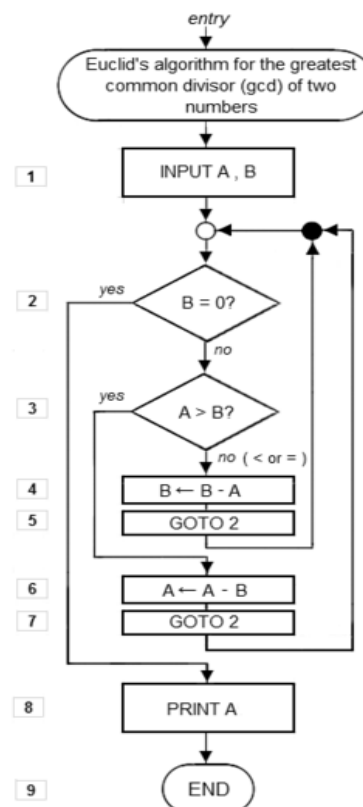 entry
Euclid's algorithm for the greatest
common divisor (gcd) of two
numbers
1
INPUT A , B
2
yes
B = 0?
no
3
yes
A > B?
no ( < or = )
4
B ← B - A
5
GOTO 2
6
A ← A - B
7
GOTO 2
8
PRINT A
9
END